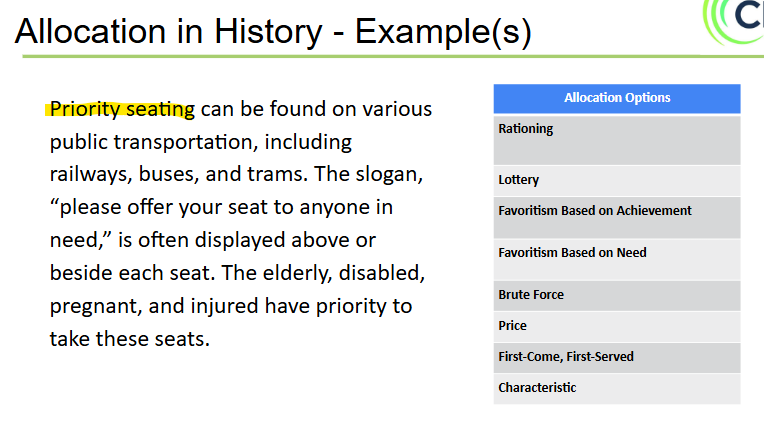 Allocation in History - Example(s)
Priority seating can be found on various
public transportation, including
railways, buses, and trams. The slogan,
“please offer your seat to anyone in
need,” is often displayed above or
beside each seat. The elderly, disabled,
pregnant, and injured have priority to
take these seats.
Allocation Options
Rationing
Lottery
Favoritism Based on Achievement
Favoritism Based on Need
Brute Force
Price
First-Come, First-Served
Characteristic